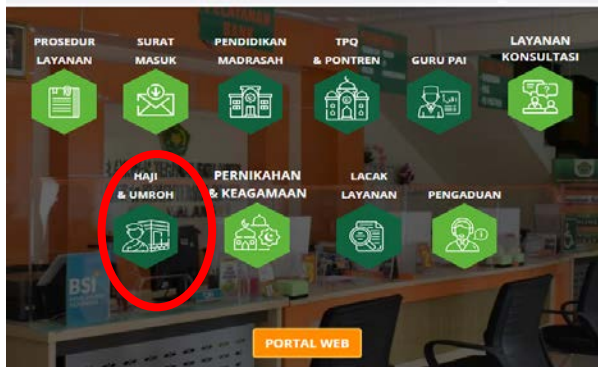 PROSEDUR
LAYANAN
SURAT
MASUK
PENDIDIKAN
MADRASAH
TPQ
& PONTREN
GURU PAI
LAYANAN
KONSULTASI
HAJI
& UMROH
PERNIKAHAN
& KEAGAMAAN
LACAK
LAYANAN
PENGADUAN
BSI
PORTAL WEB